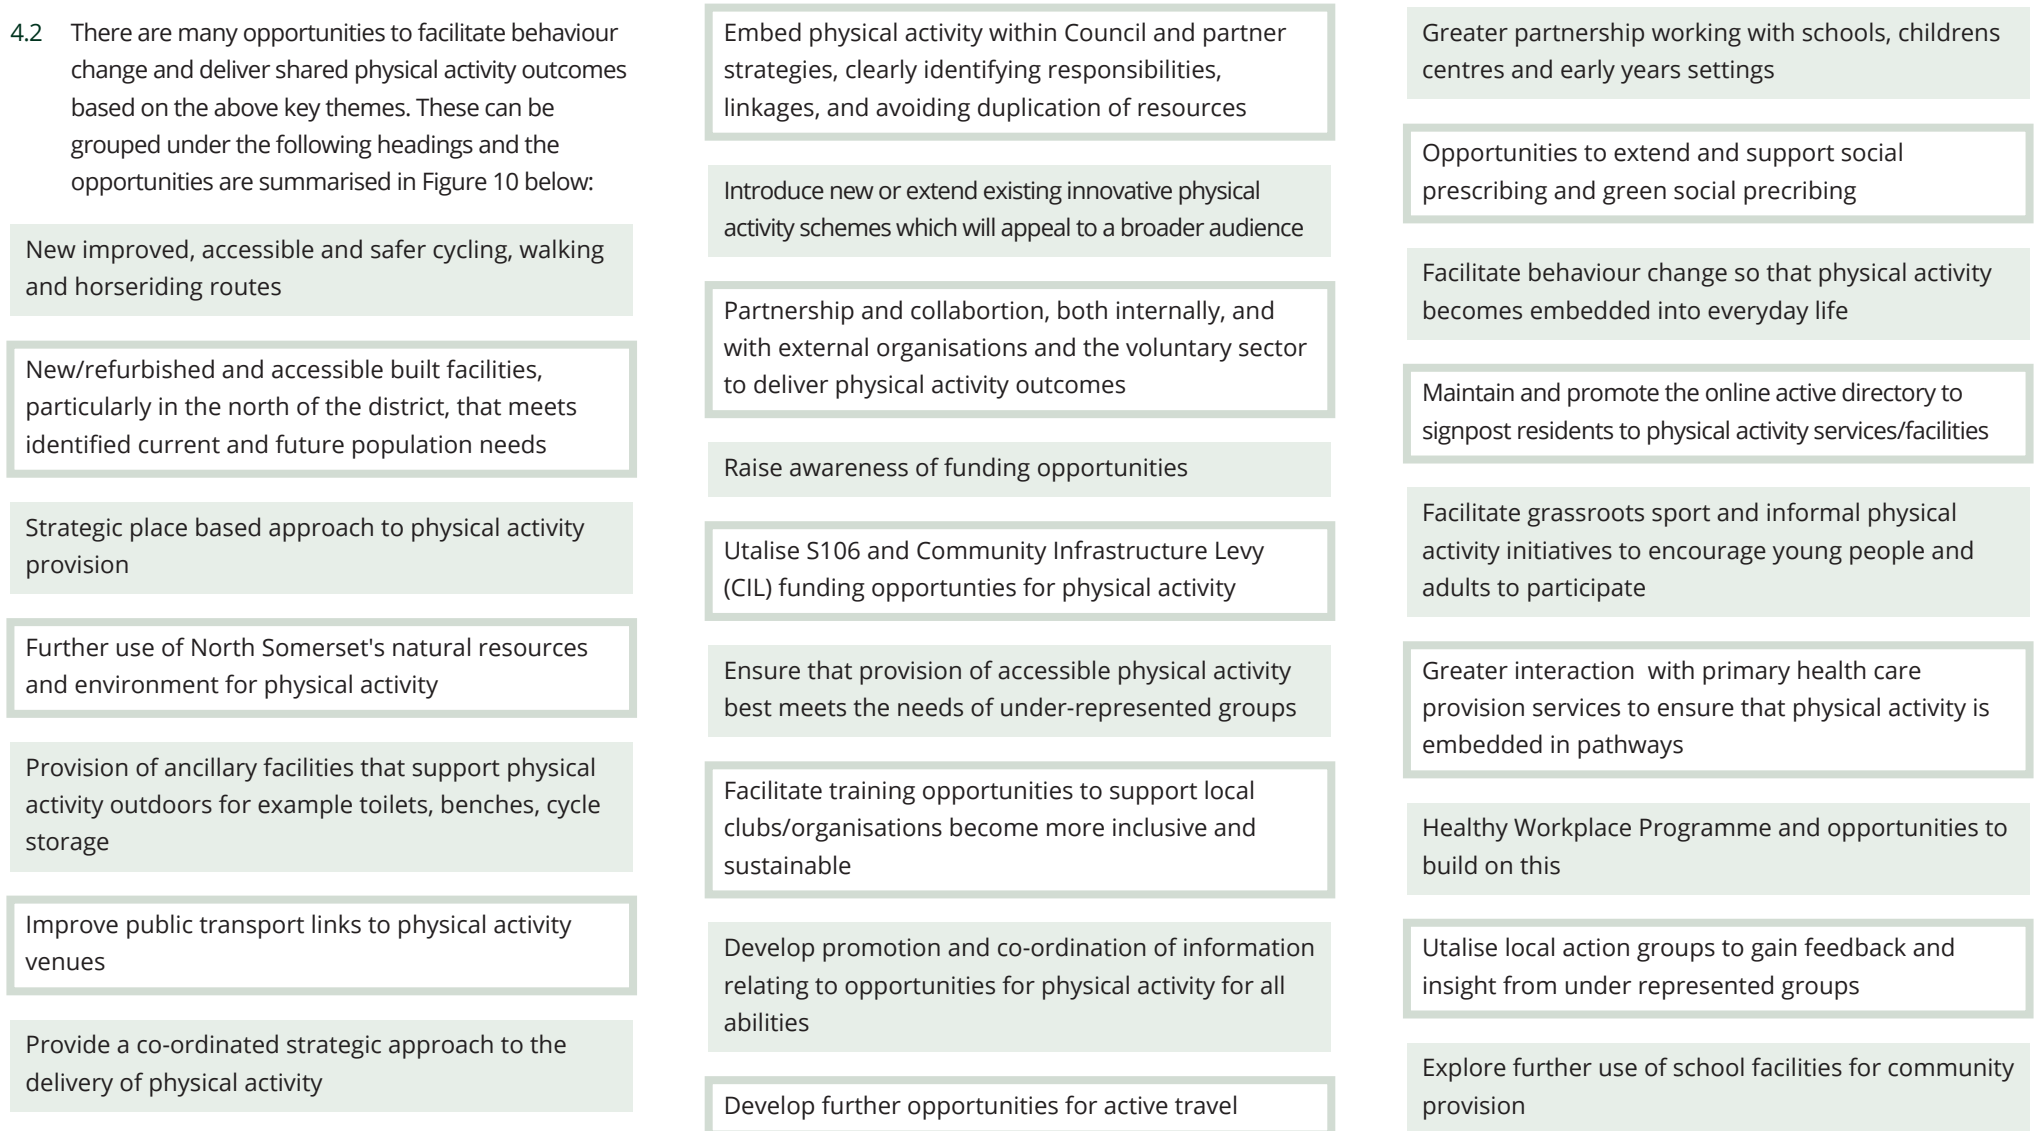 4.2 There are many opportunities to facilitate behaviour
change and deliver shared physical activity outcomes
based on the above key themes. These can be
grouped under the following headings and the
opportunities are summarised in Figure 10 below:
New improved, accessible and safer cycling, walking
and horseriding routes
New/refurbished and accessible built facilities,
particularly in the north of the district, that meets
identified current and future population needs
Strategic place based approach to physical activity
provision
Further use of North Somerset's natural resources
and environment for physical activity
Provision of ancillary facilities that support physical
activity outdoors for example toilets, benches, cycle
storage
Improve public transport links to physical activity
venues
Provide a co-ordinated strategic approach to the
delivery of physical activity
Embed physical activity within Council and partner
strategies, clearly identifying responsibilities,
linkages, and avoiding duplication of resources
Introduce new or extend existing innovative physical
activity schemes which will appeal to a broader audience
Partnership and collabortion, both internally, and
with external organisations and the voluntary sector
to deliver physical activity outcomes
Raise awareness of funding opportunities
Utalise S106 and Community Infrastructure Levy
(CIL) funding opportunties for physical activity
Ensure that provision of accessible physical activity
best meets the needs of under-represented groups
Facilitate training opportunities to support local
clubs/organisations become more inclusive and
sustainable
Develop promotion and co-ordination of information
relating to opportunities for physical activity for all
abilities
Develop further opportunities for active travel
Greater partnership working with schools, childrens
centres and early years settings
Opportunities to extend and support social
prescribing and green social precribing
Facilitate behaviour change so that physical activity
becomes embedded into everyday life
Maintain and promote the online active directory to
signpost residents to physical activity services/facilities
Facilitate grassroots sport and informal physical
activity initiatives to encourage young people and
adults to participate
Greater interaction  with primary health care
provision services to ensure that physical activity is
embedded in pathways
Healthy Workplace Programme and opportunities to
build on this
Utalise local action groups to gain feedback and
insight from under represented groups
Explore further use of school facilities for community
provision